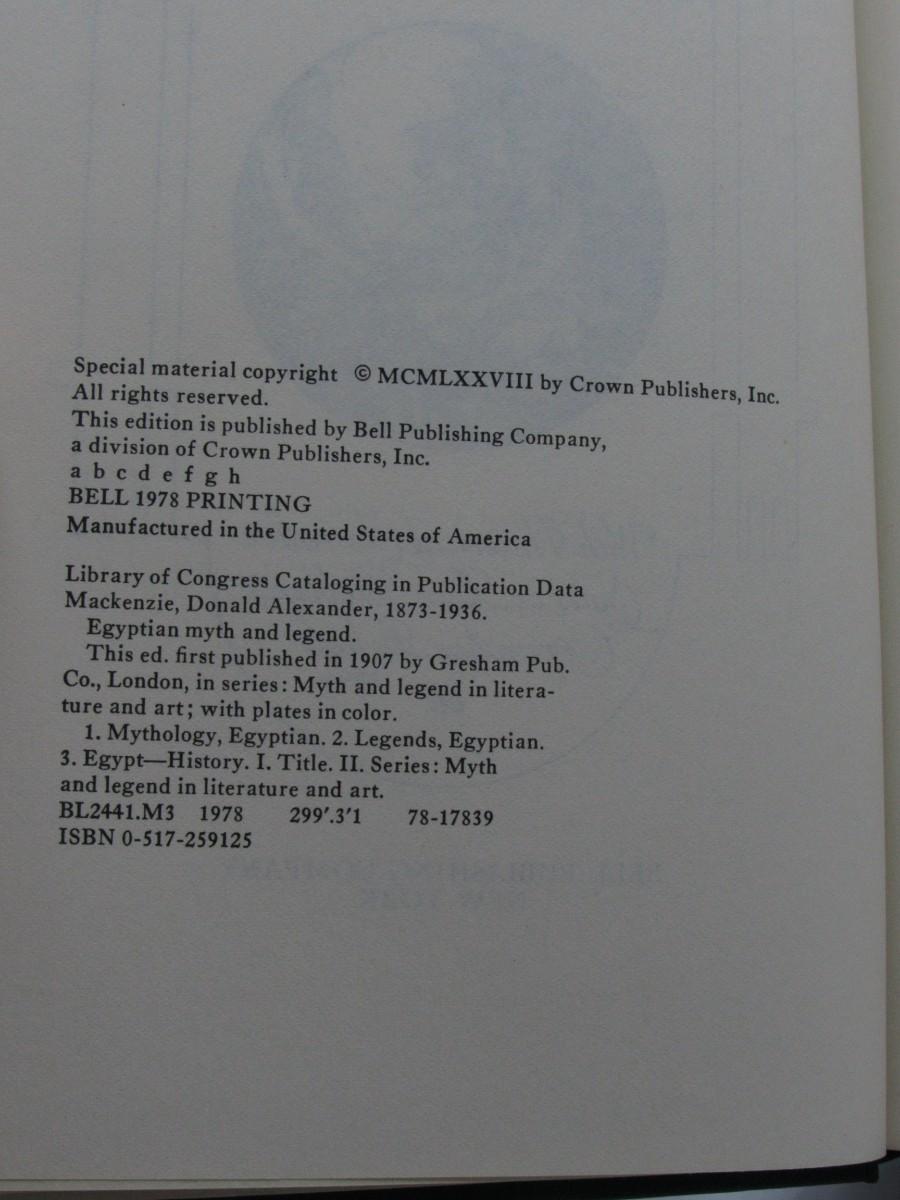 Special material copyright © MCMLXXVIII by Crown Publishers, Inc.
All rights reserved.
This edition is published by Bell Publishing Company,
a division of Crown Publishers, Inc.
a b c d e f g h
BELL 1978 PRINTING
Manufactured in the United States of America
Library of Congress Cataloging in Publication Data
Mackenzie, Donald Alexander, 1873-1936.
Egyptian myth and legend.
This ed. first published in 1907 by Gresham Pub.
Co., London, in series: Myth and legend in litera-
ture and art; with plates in color.
1. Mythology, Egyptian. 2. Legends, Egyptian.
3. Egypt—History. I. Title. II. Series: Myth
and legend in literature and art.
BL2441.M3 1978 299'.3'1 78-17839
ISBN 0-517-259125